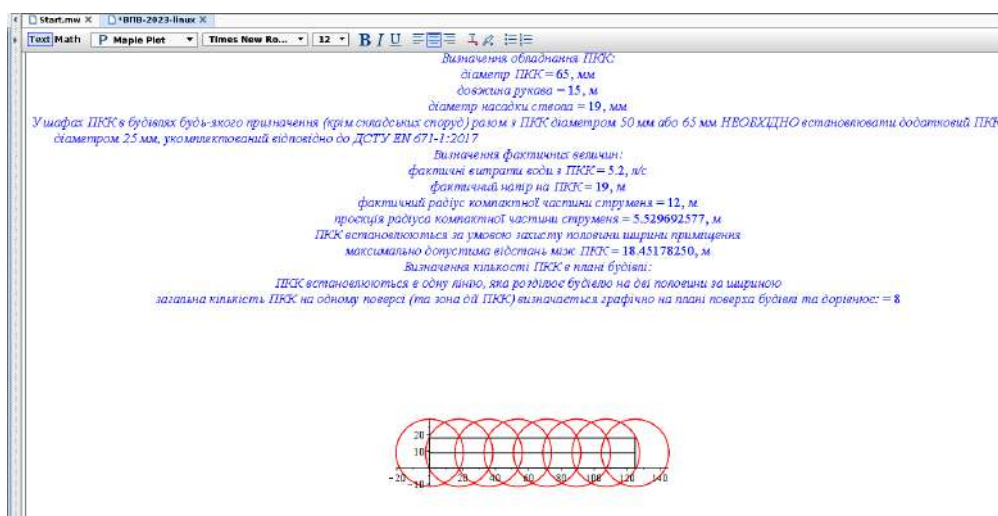 Start.mw X *ВПВ-2023-linux X
Text Math P Maple Plot Times New Ro... 12 B I U
Визначення обладнання ПКК:
діаметр ПКК = 65, мм
довжина рукава = 15, м
діаметр насадки ствола = 19, мм
У шафах ПКК в будівлях будь-якого призначення (крім складських споруд) разом з ПКК діаметром 50 мм або 65 мм НЕОБХІДНО встановлювати додатковий ПКК
діаметром 25 мм, укомплектований відповідно до ДСТУ EN 671-1:2017
Визначення фактичних величин:
фактичні витрати води з ПКК = 5.2, л/с
фактичний напір на ПКК = 19, м
фактичний радіус компактної частини струменя = 12, м
проєкція радіуса компактної частини струменя = 5.529692577, м
ПКК встановлюються за умовою захисту половини ширини приміщення
максимально допустима відстань між ПКК = 18.45178250, м
Визначення кількості ПКК в плані будівлі:
ПКК встановлюються в одну лінію, яка розділює будівлю на дві половини за шириною
загальна кількість ПКК на одному поверсі (та зона дії ПКК) визначається графічно на плані поверха будівлі та дорівнює: = 8
20
10
-20 20 40 60 80 100 120 140
-10